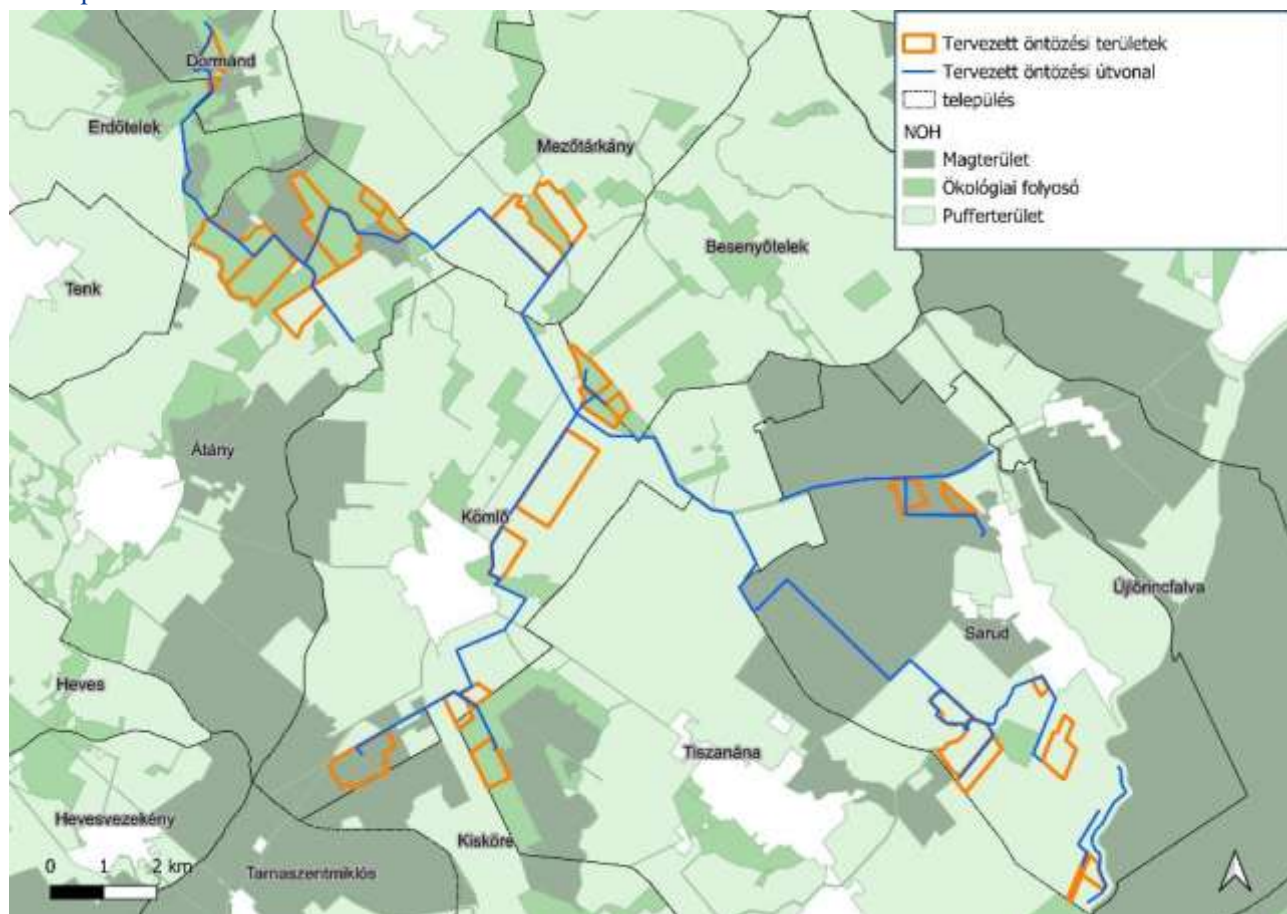 Tervezett öntözési területek
Tervezett öntözési útvonal
település
NOH
Magterület
Ökológiai folyosó
Pufferterület
Dormánd
Erdőtelek
Mezőtárkány
Besenyőtelek
Tenk
Átány
Kömlő
Újlőrincfalva
Sarud
Heves
Tiszanána
Hevesvezekény
Kisköre
Tarnaszentmiklós
0 1 2 km